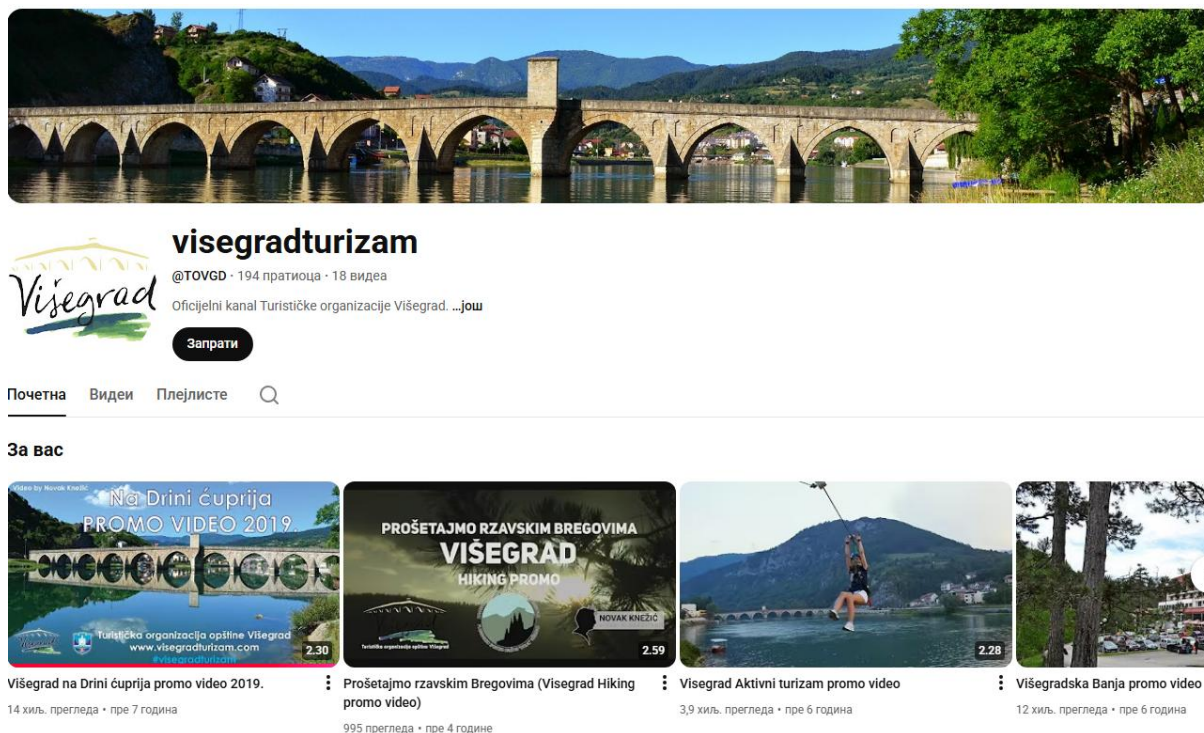 Višegrad
visegradturizam
@TOVGD · 194 пратиоца · 18 видеа
Oficijelni kanal Turističke organizacije Višegrad. ...још
Запрати
Почетна Видеи Плејлисте
За вас
Video by Novak Knežić
Na Drini ćuprija
PROMO VIDEO 2019.
Turistička organizacija opštine Višegrad
www.visegradturizam.com
#visegradturizam
2.30
PROŠETAJMO RZAVSKIM BREGOVIMA
VIŠEGRAD
HIKING PROMO
Višegrad
Turistička organizacija opštine Višegrad
NOVAK KNEŽIĆ
2.59
2.28
Višegrad na Drini ćuprija promo video 2019.
14 хиљ. прегледа • пре 7 година
Prošetajmo rzavskim Bregovima (Visegrad Hiking
promo video)
995 прегледа • пре 4 године
Visegrad Aktivni turizam promo video
3,9 хиљ. прегледа • пре 6 година
Višegradska Banja promo video
12 хиљ. прегледа • пре 6 година